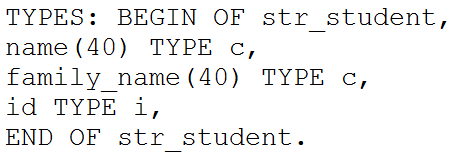 TYPES: BEGIN OF str_student,
name(40) TYPE c,
family_name(40) TYPE c,
id TYPE i,
END OF str_student.